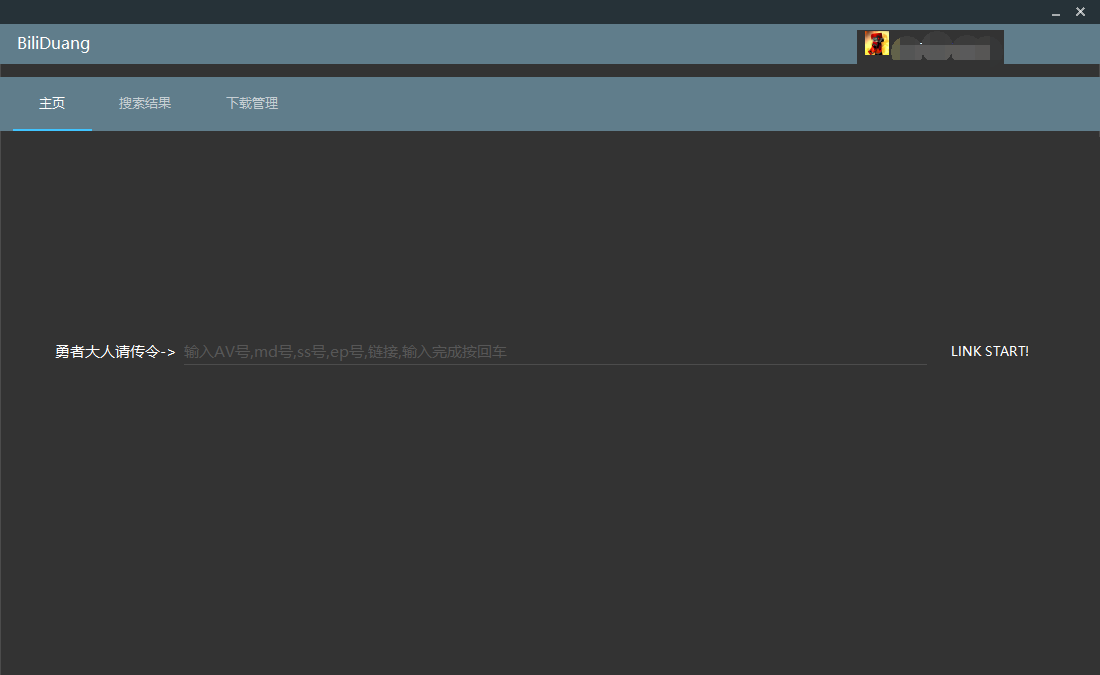 BiliDuang
主页 搜索结果 下载管理
勇者大人请传令-> 输入AV号,md号,ss号,ep号,链接,输入完成按回车 LINK START!